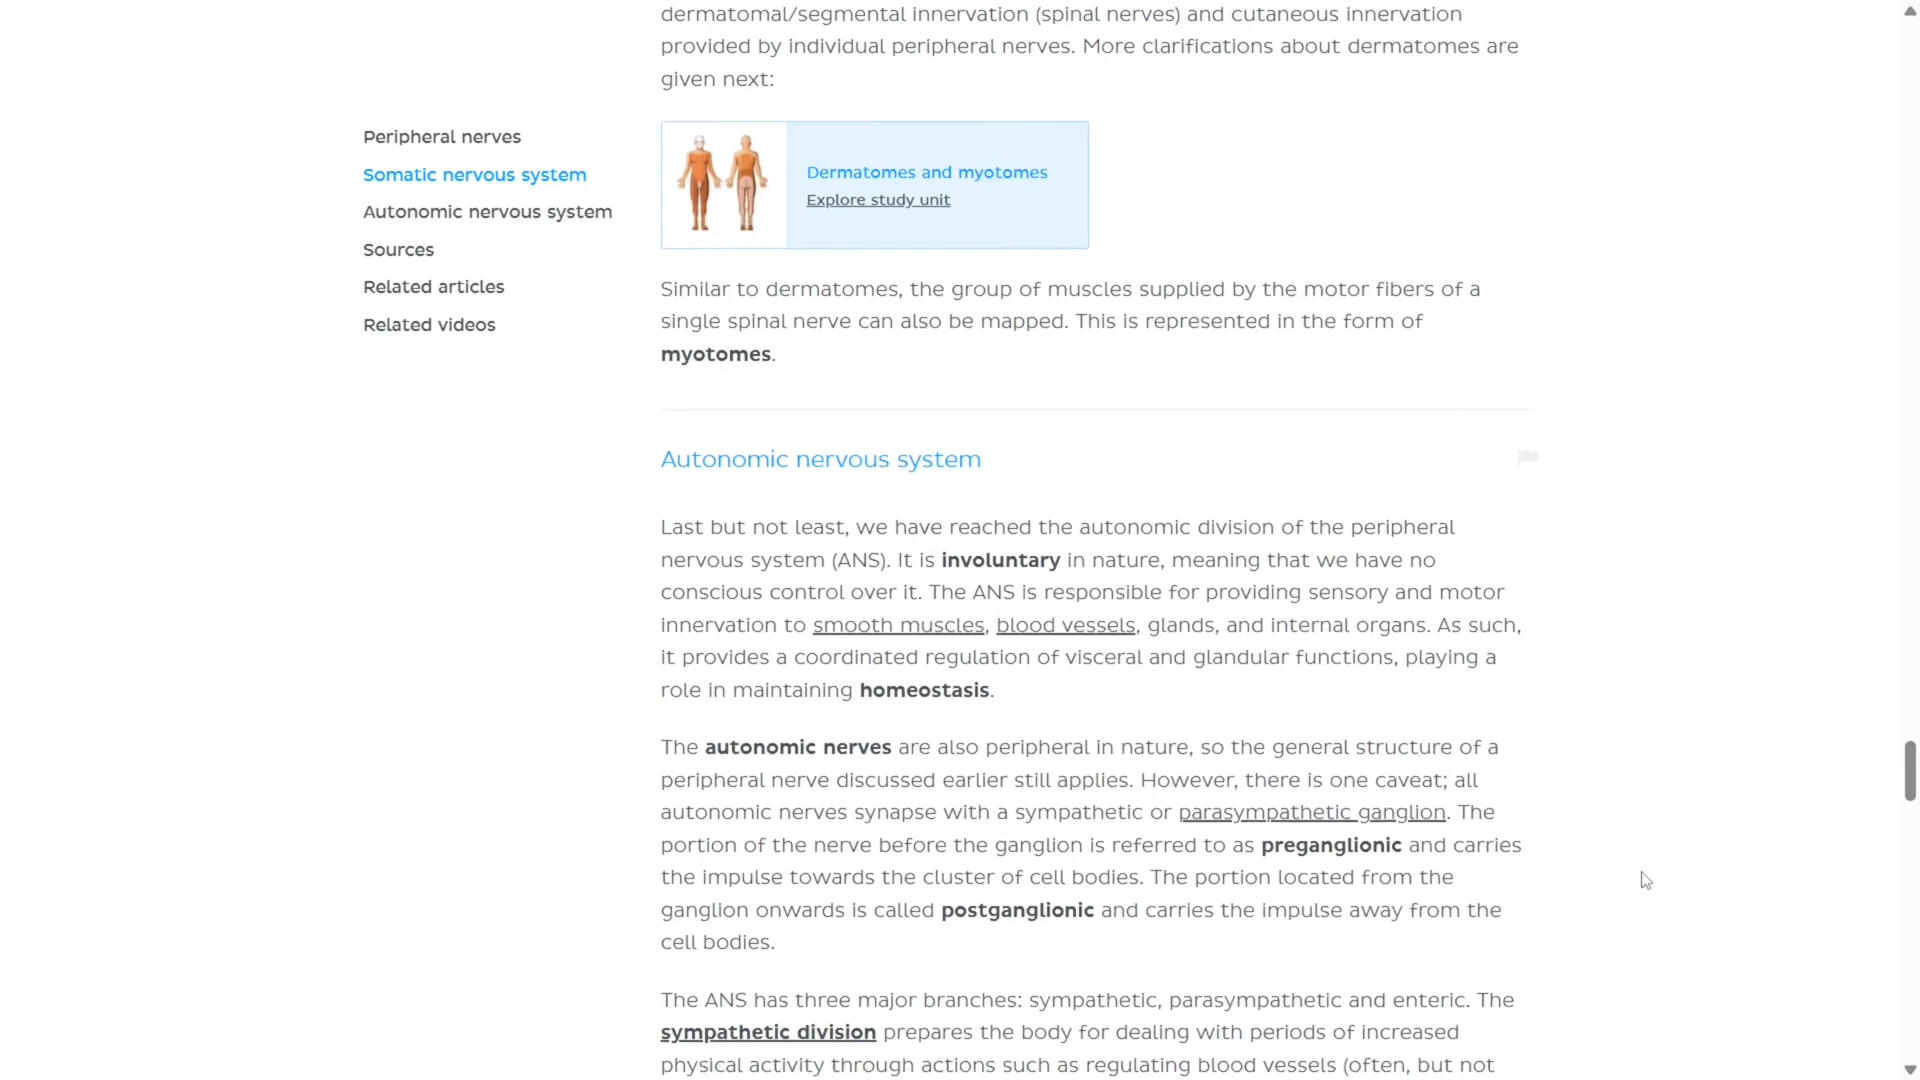 dermatomal/segmental innervation (spinal nerves) and cutaneous innervation
provided by individual peripheral nerves. More clarifications about dermatomes are
given next:
Peripheral nerves
Somatic nervous system
Autonomic nervous system
Sources
Related articles
Related videos
Dermatomes and myotomes
Explore study unit
Similar to dermatomes, the group of muscles supplied by the motor fibers of a
single spinal nerve can also be mapped. This is represented in the form of
myotomes.
Autonomic nervous system
Last but not least, we have reached the autonomic division of the peripheral
nervous system (ANS). It is involuntary in nature, meaning that we have no
conscious control over it. The ANS is responsible for providing sensory and motor
innervation to smooth muscles, blood vessels, glands, and internal organs. As such,
it provides a coordinated regulation of visceral and glandular functions, playing a
role in maintaining homeostasis.
The autonomic nerves are also peripheral in nature, so the general structure of a
peripheral nerve discussed earlier still applies. However, there is one caveat; all
autonomic nerves synapse with a sympathetic or parasympathetic ganglion. The
portion of the nerve before the ganglion is referred to as preganglionic and carries
the impulse towards the cluster of cell bodies. The portion located from the
ganglion onwards is called postganglionic and carries the impulse away from the
cell bodies.
The ANS has three major branches: sympathetic, parasympathetic and enteric. The
sympathetic division prepares the body for dealing with periods of increased
physical activity through actions such as regulating blood vessels (often, but not